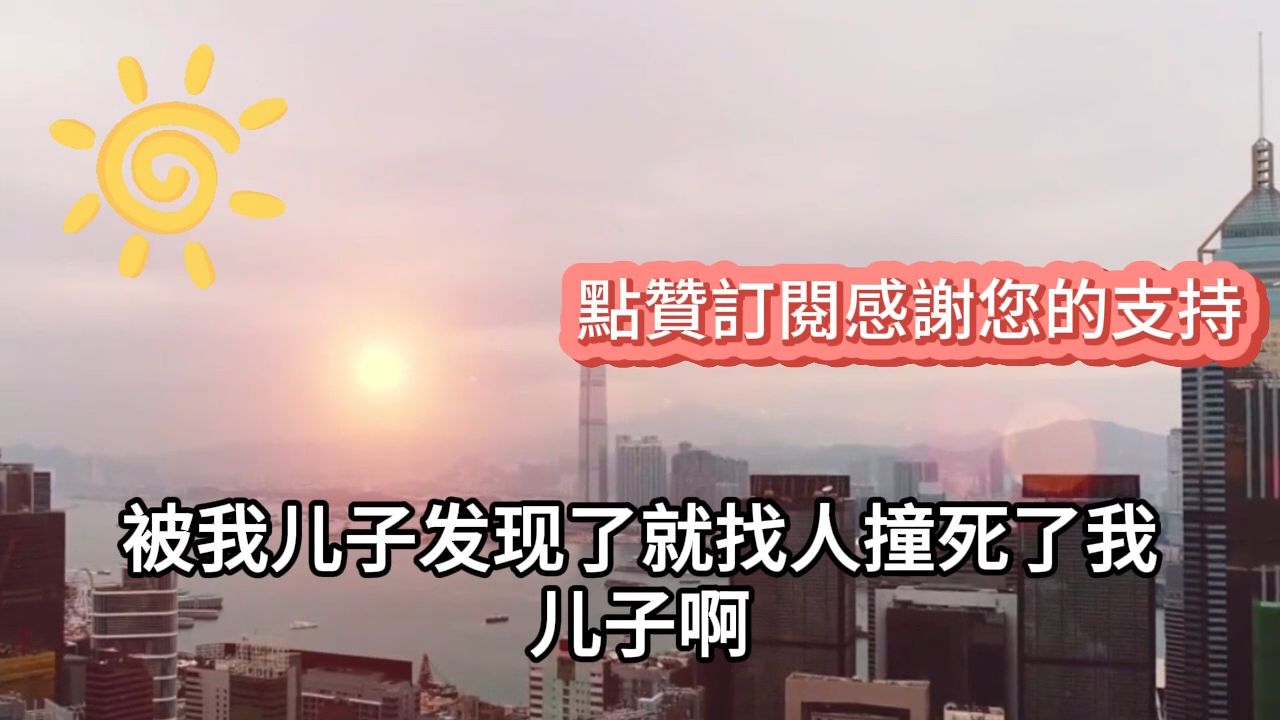 點贊訂閱感謝您的支持
被我儿子发现了就找人撞死了我
儿子啊